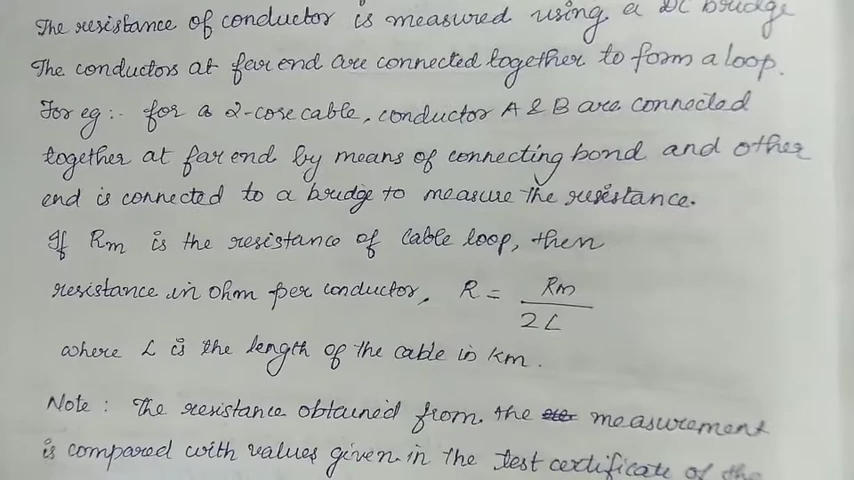 The resistance of conductor is measured using a DC bridge
The conductors at far end are connected together to form a loop.
For eg:- for a 2-core cable, conductor A & B are connected
together at far end by means of connecting bond and other
end is connected to a bridge to measure the resistance.
If Rm is the resistance of cable loop, then
resistance in ohm per conductor, R = Rm / 2L
where L is the length of the cable in km.
Note: The resistance obtained from the measurement
is compared with values given in the test certificate of the